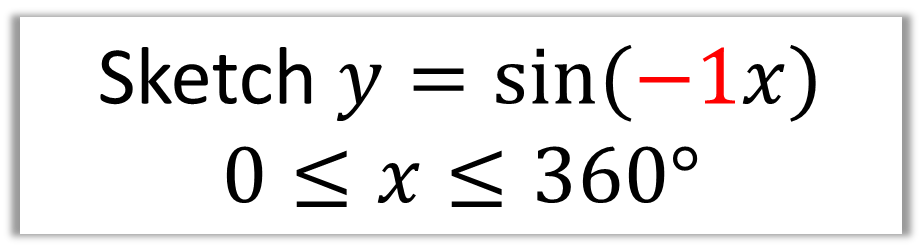 Sketch y = sin(−1x)
0 ≤ x ≤ 360°